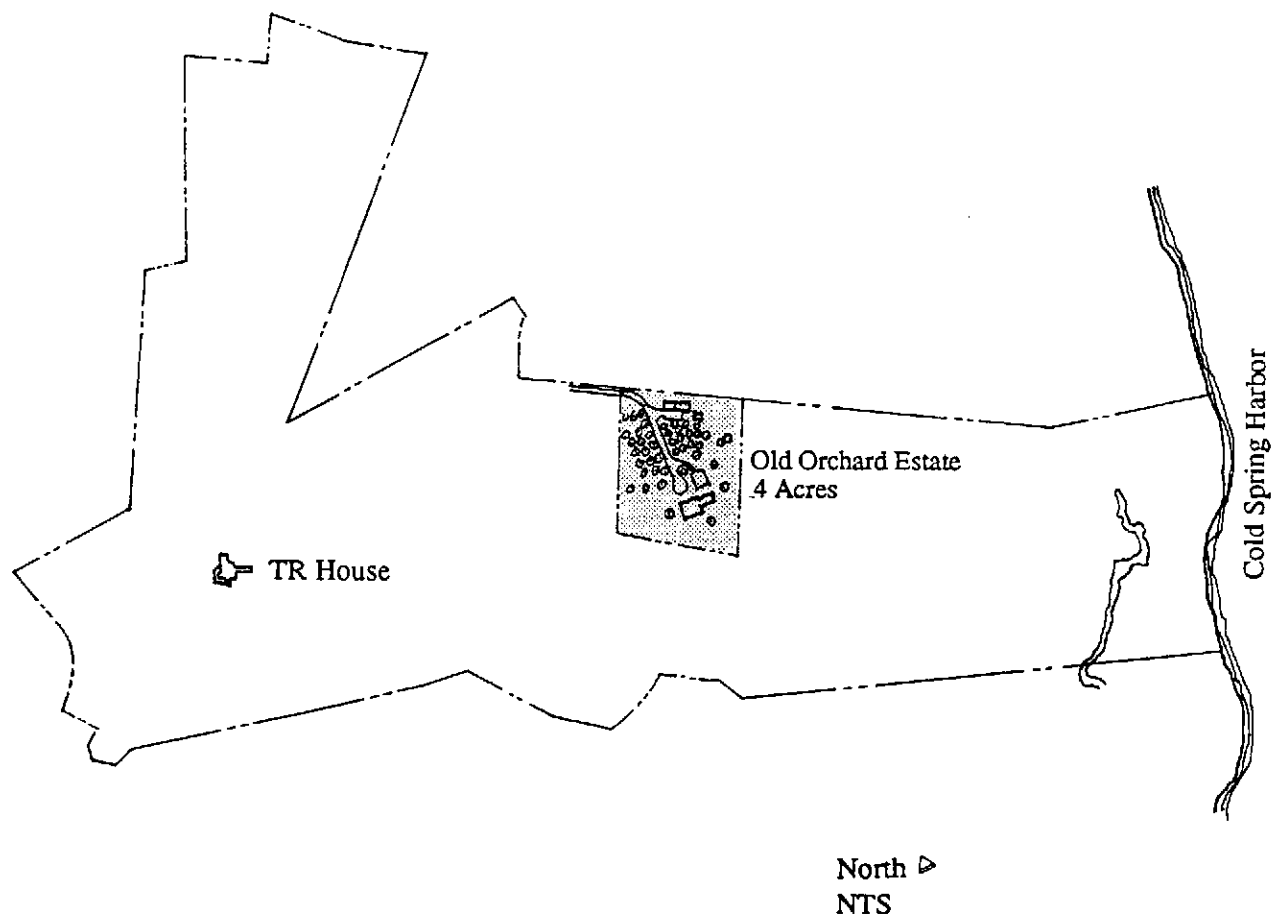 Old Orchard Estate
4 Acres
TR House
Cold Spring Harbor
North
NTS